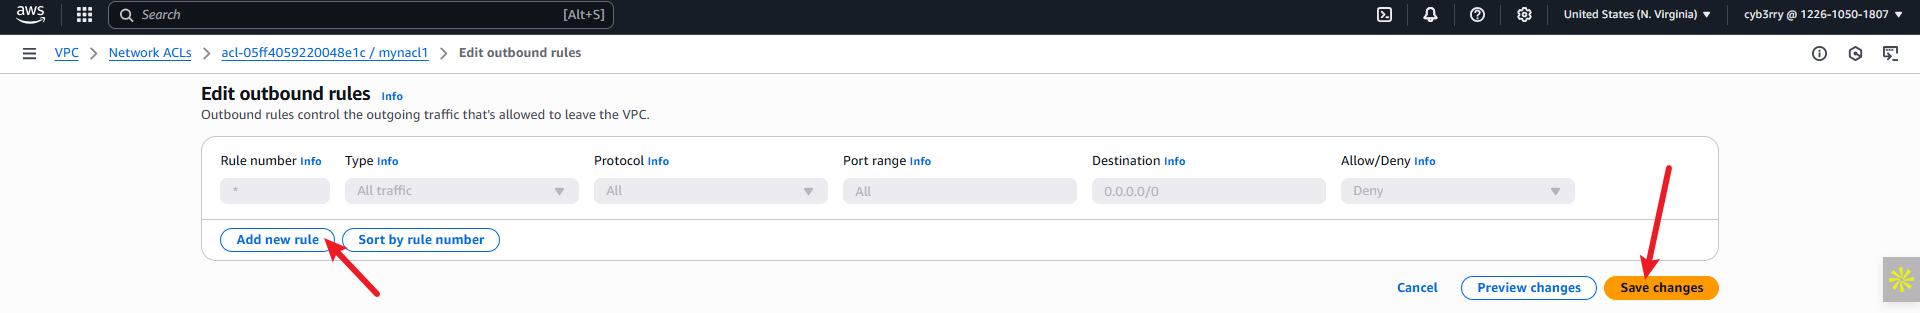 aws Search [Alt+S] United States (N. Virginia) cyb3rry @ 1226-1050-1807
VPC > Network ACLs > acl-05ff4059220048e1c / mynacl1 > Edit outbound rules
Edit outbound rules Info
Outbound rules control the outgoing traffic that's allowed to leave the VPC.
Rule number Info Type Info Protocol Info Port range Info Destination Info Allow/Deny Info
* All traffic All All 0.0.0.0/0 Deny
Add new rule Sort by rule number
Cancel Preview changes Save changes